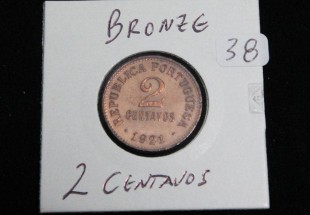 BRONZE
38
REPUBLICA PORTUGUESA
2
CENTAVOS
1921
2 CENTAVOS